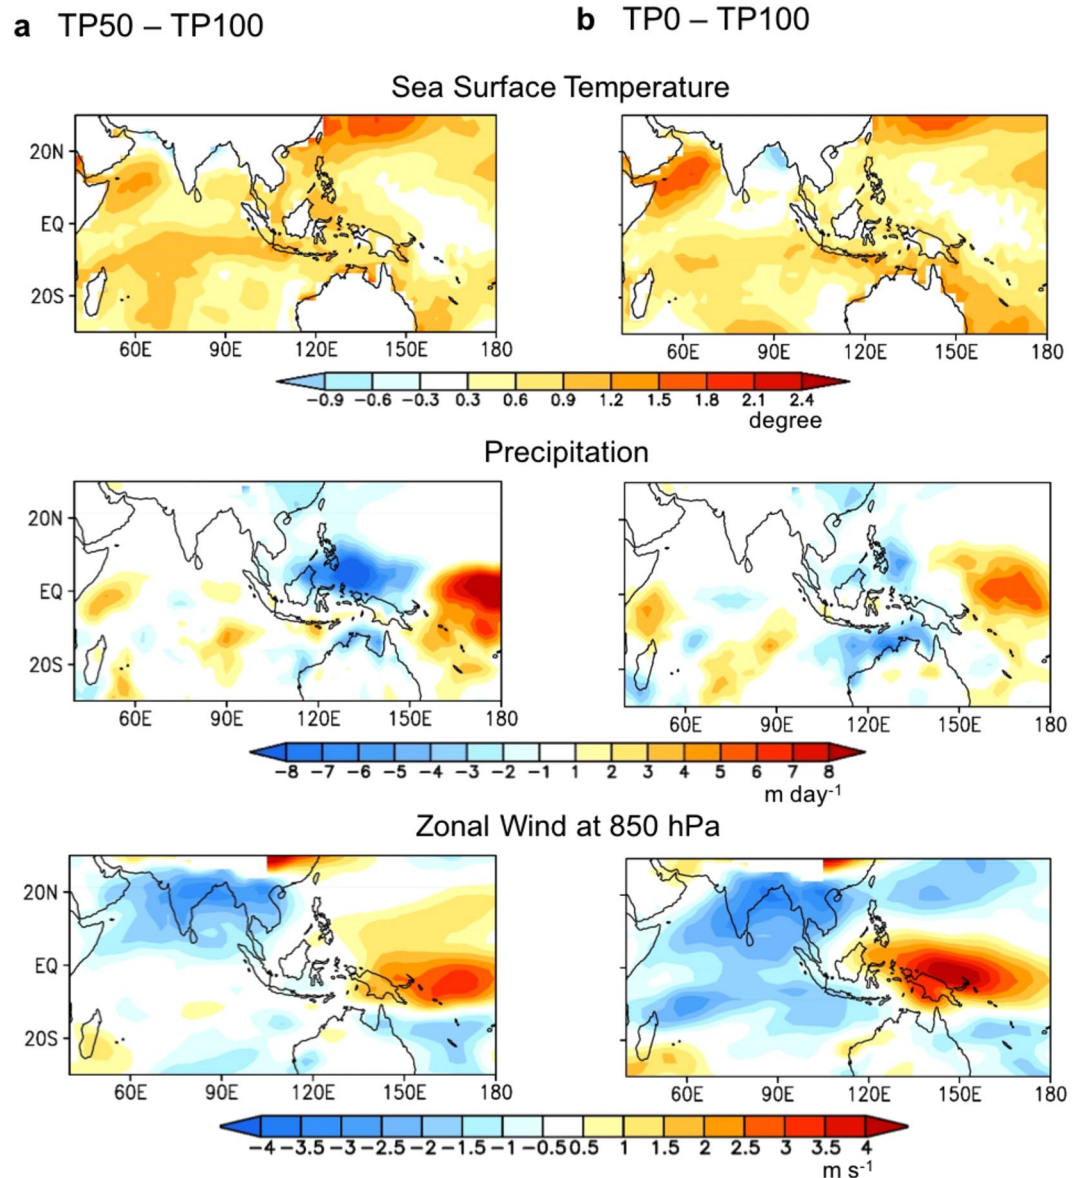 a TP50 – TP100
b TP0 – TP100
Sea Surface Temperature
20N
EQ
20S
60E 90E 120E 150E 180
60E 90E 120E 150E 180
−0.9 −0.6 −0.3 0.3 0.6 0.9 1.2 1.5 1.8 2.1 2.4
degree
Precipitation
20N
EQ
20S
60E 90E 120E 150E 180
60E 90E 120E 150E 180
−8 −7 −6 −5 −4 −3 −2 −1 1 2 3 4 5 6 7 8
m day-1
Zonal Wind at 850 hPa
20N
EQ
20S
60E 90E 120E 150E 180
60E 90E 120E 150E 180
−4 −3.5 −3 −2.5 −2 −1.5 −1 −0.5 0.5 1 1.5 2 2.5 3 3.5 4
m s-1